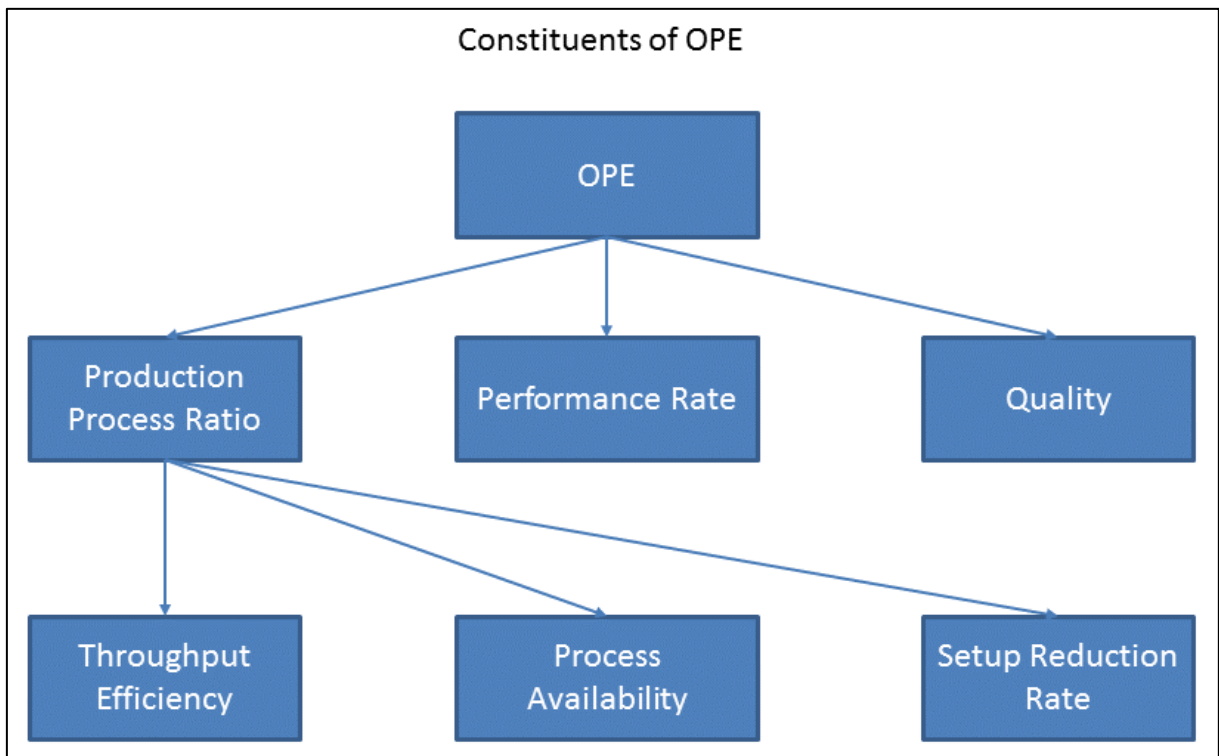 Constituents of OPE
OPE
Production
Process Ratio
Performance Rate
Quality
Throughput
Efficiency
Process
Availability
Setup Reduction
Rate